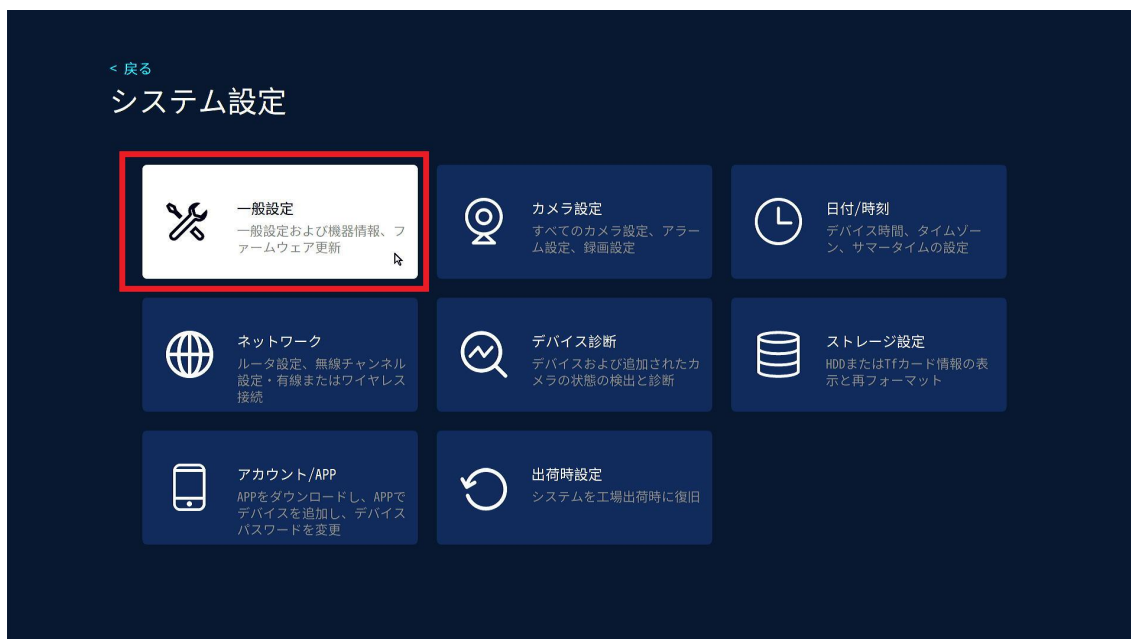 < 戻る
システム設定
一般設定
一般設定および機器情報、フ
ァームウェア更新
カメラ設定
すべてのカメラ設定、アラー
ム設定、録画設定
日付/時刻
デバイス時間、タイムゾー
ン、サマータイムの設定
ネットワーク
ルータ設定、無線チャンネル
設定・有線またはワイヤレス
接続
デバイス診断
デバイスおよび追加されたカ
メラの状態の検出と診断
ストレージ設定
HDDまたはTfカード情報の表
示と再フォーマット
アカウント/APP
APPをダウンロードし、APPで
デバイスを追加し、デバイス
パスワードを変更
出荷時設定
システムを工場出荷時に復旧